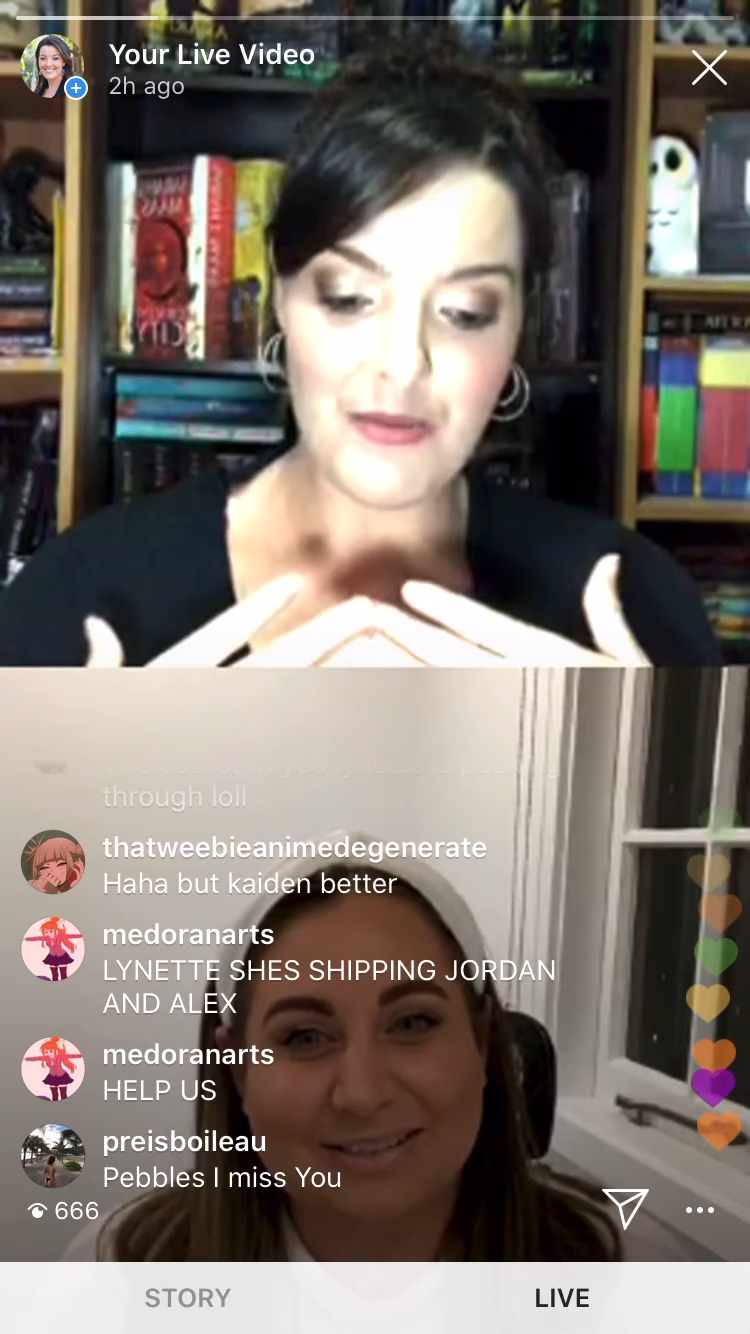 Your Live Video
2h ago
through loll
thatweebieanimedegenerate
Haha but kaiden better
medoranarts
LYNETTE SHES SHIPPING JORDAN
AND ALEX
medoranarts
HELP US
preisboileau
Pebbles I miss You
666
STORY
LIVE